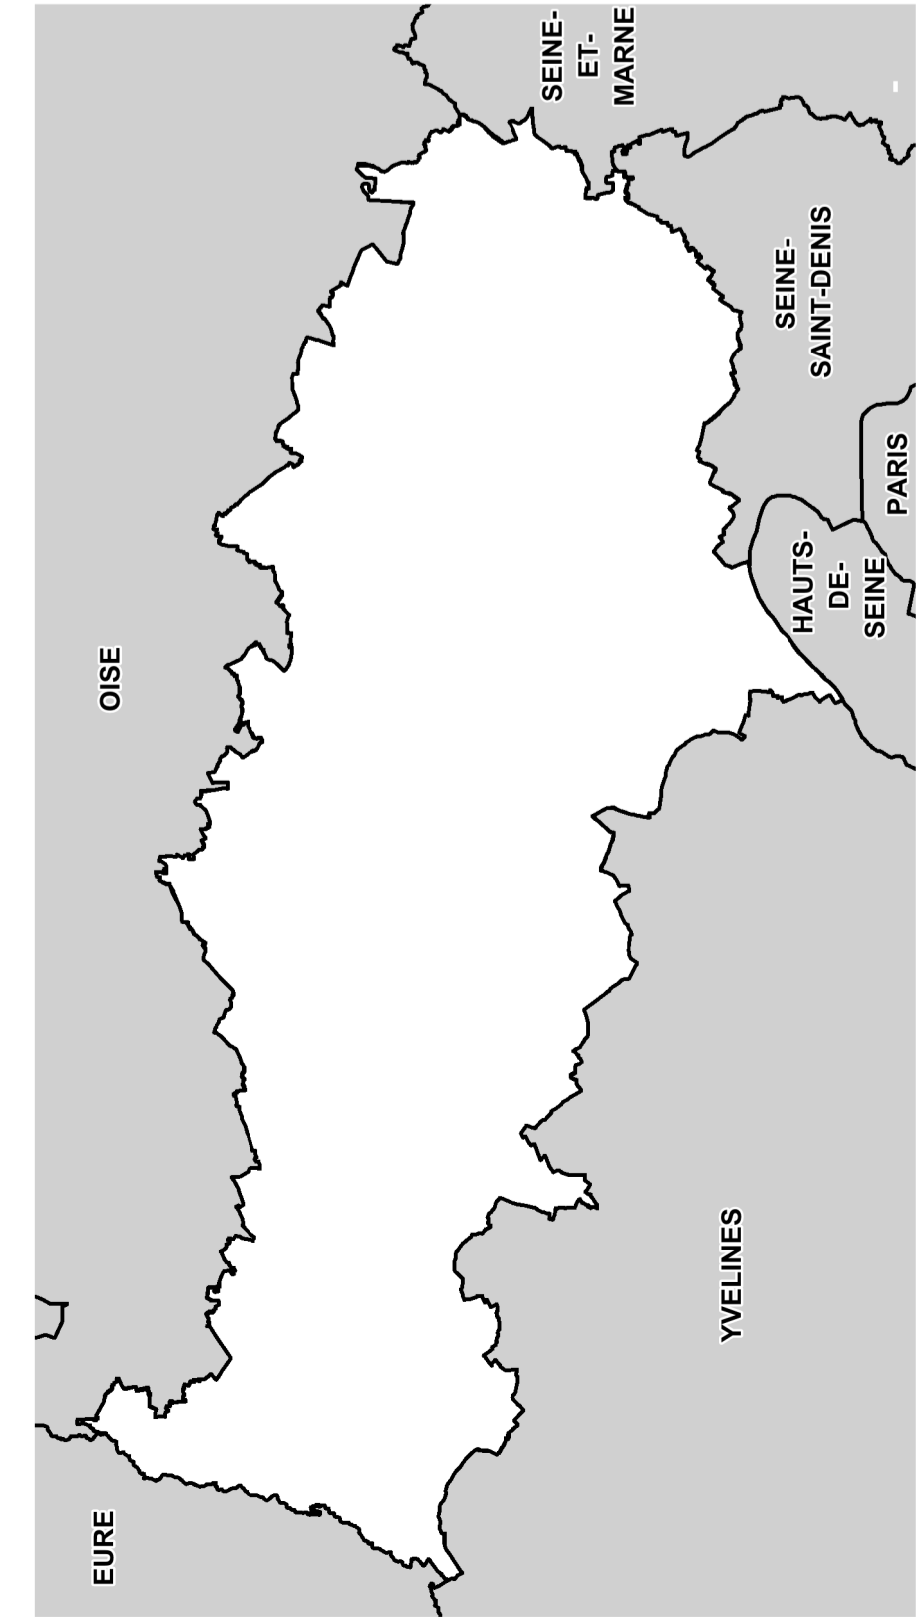 OISE
EURE
SEINE-
ET-
MARNE
SEINE-
SAINT-DENIS
PARIS
HAUTS-
DE-
SEINE
YVELINES